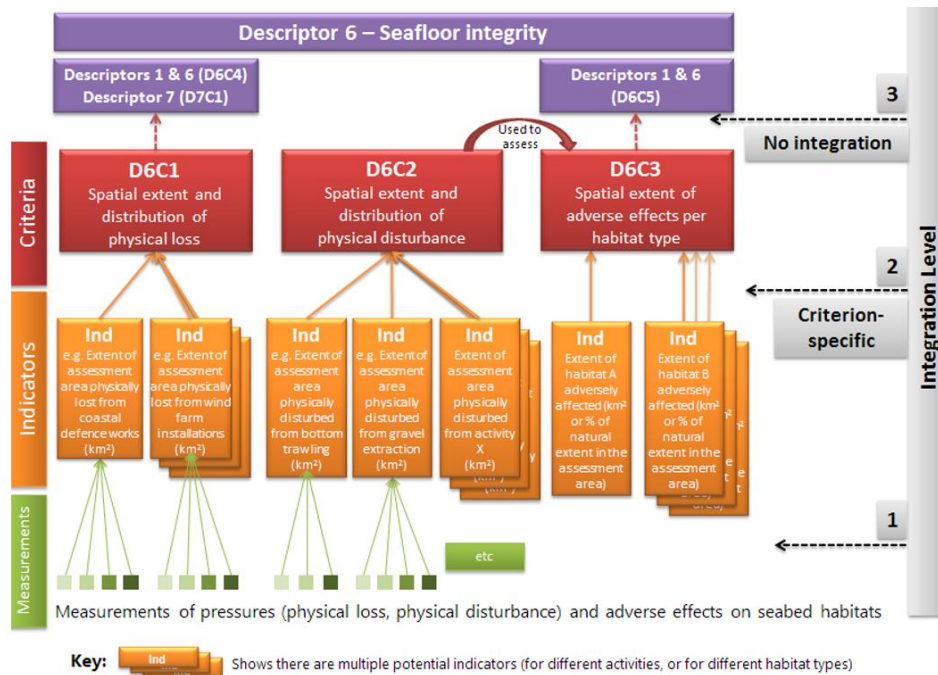 Descriptor 6 – Seafloor integrity
Descriptors 1 & 6 (D6C4)
Descriptor 7 (D7C1)
Descriptors 1 & 6
(D6C5)
3
No integration
Used to
assess
Criteria
D6C1
Spatial extent and
distribution of
physical loss
D6C2
Spatial extent and
distribution of
physical disturbance
D6C3
Spatial extent of
adverse effects per
habitat type
2
Criterion-
specific
Integration Level
Indicators
Ind
e.g. Extent of
assessment
area physically
lost from
coastal
defence works
(km²)
Ind
e.g. Extent of
assessment
area physically
lost from wind
farm
installations
(km²)
Ind
e.g. Extent of
assessment
area
physically
disturbed
from bottom
trawling
(km²)
Ind
e.g. Extent of
assessment
area
physically
disturbed
from gravel
extraction
(km²)
Ind
e.g. Extent of
assessment
area
physically
disturbed
from activity
X
(km²)
(km²)
Ind
Extent of
habitat A
adversely
affected (km²
or % of
natural
extent in the
assessment
area)
Ind
Extent of
habitat B
adversely
affected (km²
or % of
natural
extent in the
assessment
area)
area)
1
Measurements
etc
Measurements of pressures (physical loss, physical disturbance) and adverse effects on seabed habitats
Key:
Ind
Shows there are multiple potential indicators (for different activities, or for different habitat types)